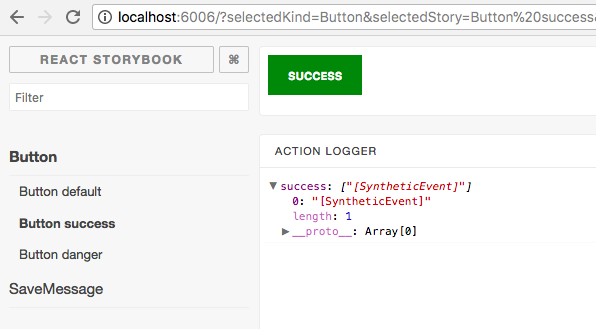 localhost:6006/?selectedKind=Button&selectedStory=Button%20success&
REACT STORYBOOK
⌘
SUCCESS
Filter
ACTION LOGGER
Button
Button default
Button success
Button danger
SaveMessage
▼success: ["[SyntheticEvent]"]
0: "[SyntheticEvent]"
length: 1
▶__proto__: Array[0]